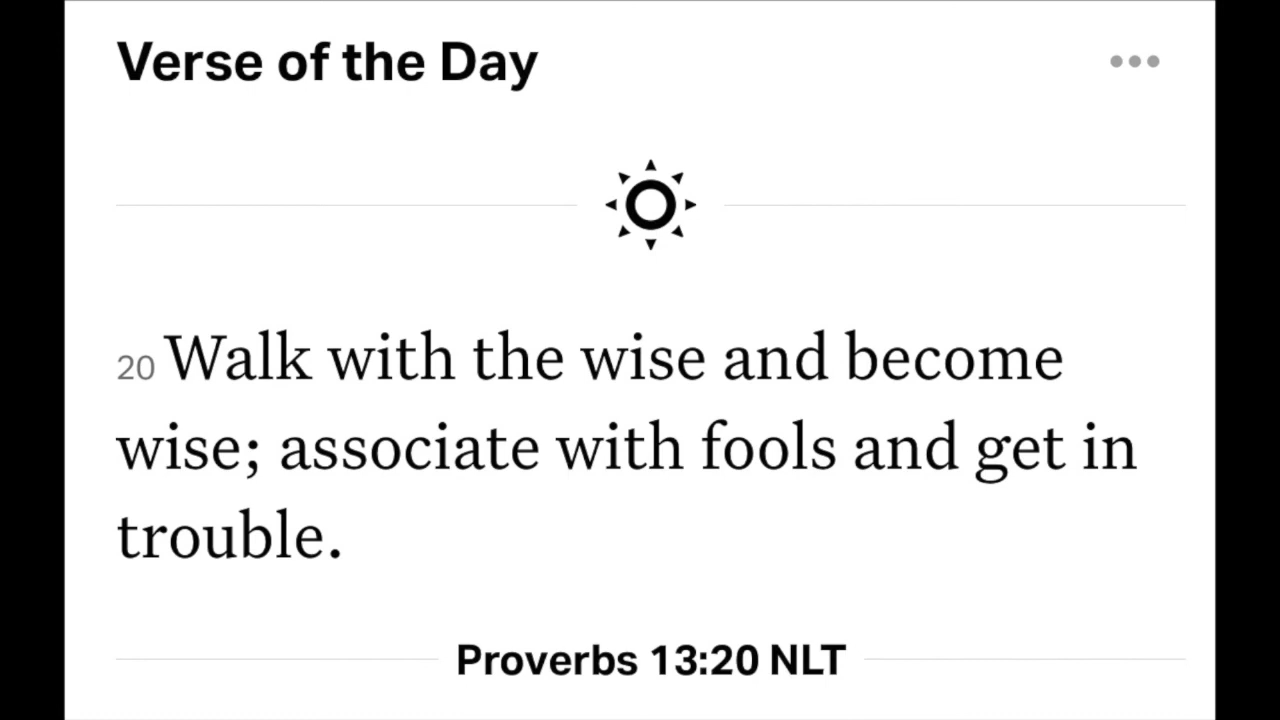 Verse of the Day
20 Walk with the wise and become
wise; associate with fools and get in
trouble.
Proverbs 13:20 NLT